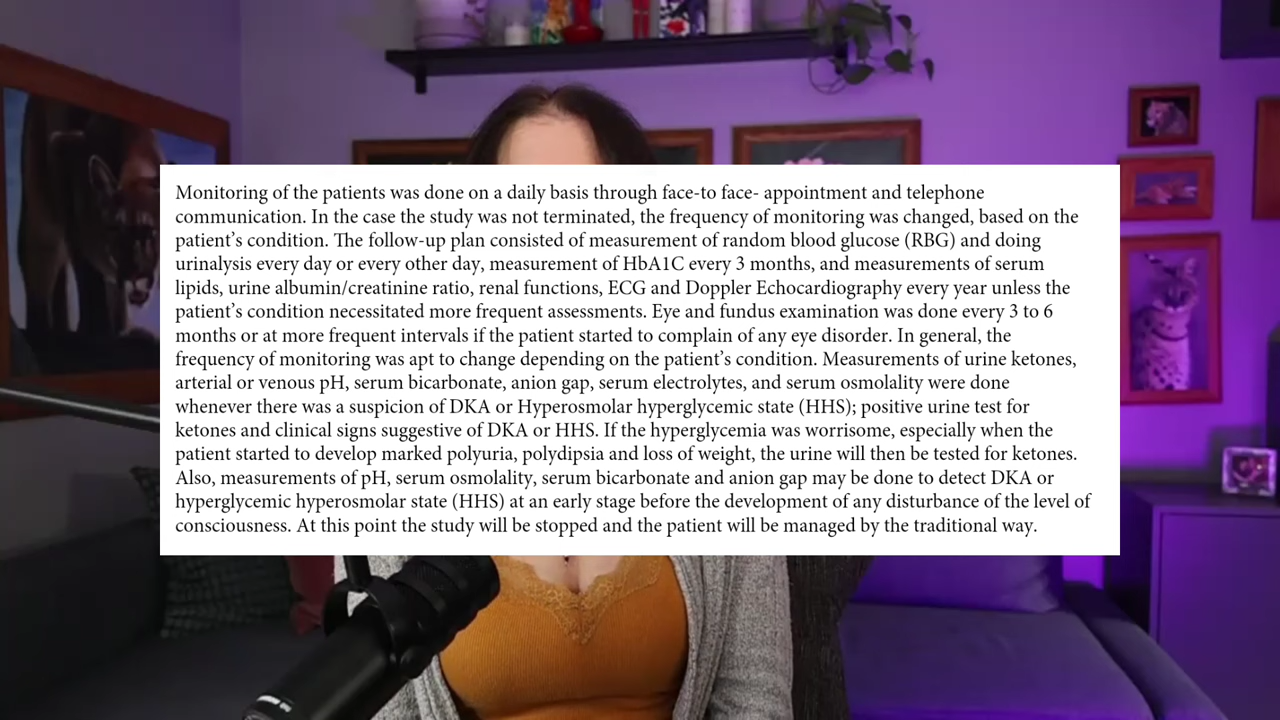 Monitoring of the patients was done on a daily basis through face-to face- appointment and telephone
communication. In the case the study was not terminated, the frequency of monitoring was changed, based on the
patient's condition. The follow-up plan consisted of measurement of random blood glucose (RBG) and doing
urinalysis every day or every other day, measurement of HbA1C every 3 months, and measurements of serum
lipids, urine albumin/creatinine ratio, renal functions, ECG and Doppler Echocardiography every year unless the
patient's condition necessitated more frequent assessments. Eye and fundus examination was done every 3 to 6
months or at more frequent intervals if the patient started to complain of any eye disorder. In general, the
frequency of monitoring was apt to change depending on the patient's condition. Measurements of urine ketones,
arterial or venous pH, serum bicarbonate, anion gap, serum electrolytes, and serum osmolality were done
whenever there was a suspicion of DKA or Hyperosmolar hyperglycemic state (HHS); positive urine test for
ketones and clinical signs suggestive of DKA or HHS. If the hyperglycemia was worrisome, especially when the
patient started to develop marked polyuria, polydipsia and loss of weight, the urine will then be tested for ketones.
Also, measurements of pH, serum osmolality, serum bicarbonate and anion gap may be done to detect DKA or
hyperglycemic hyperosmolar state (HHS) at an early stage before the development of any disturbance of the level of
consciousness. At this point the study will be stopped and the patient will be managed by the traditional way.